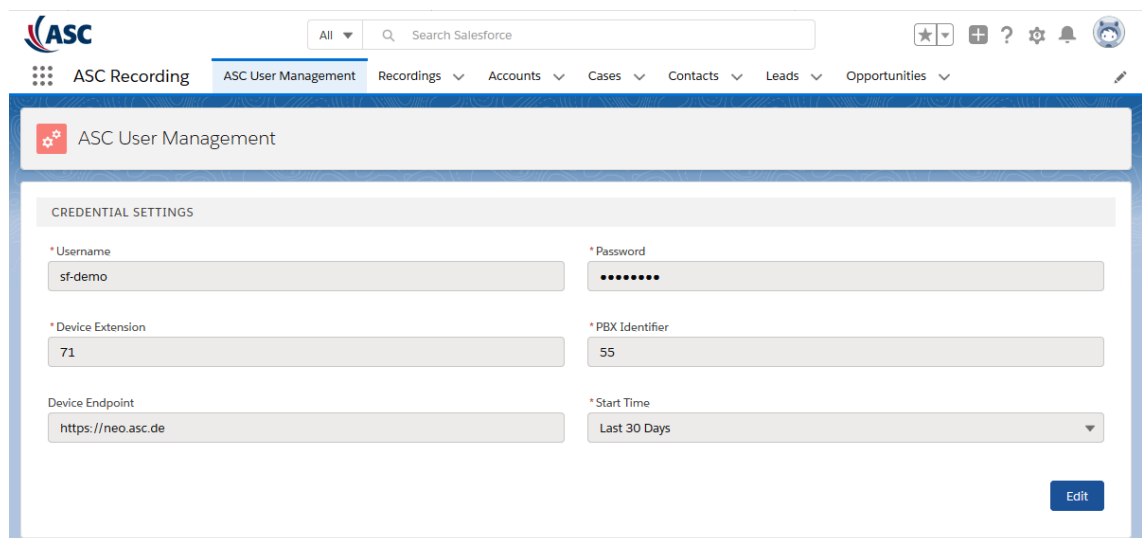 ASC
All
Search Salesforce
ASC Recording
ASC User Management
Recordings
Accounts
Cases
Contacts
Leads
Opportunities
ASC User Management
CREDENTIAL SETTINGS
*Username
*Password
sf-demo
••••••••
*Device Extension
*PBX Identifier
71
55
Device Endpoint
*Start Time
https://neo.asc.de
Last 30 Days
Edit